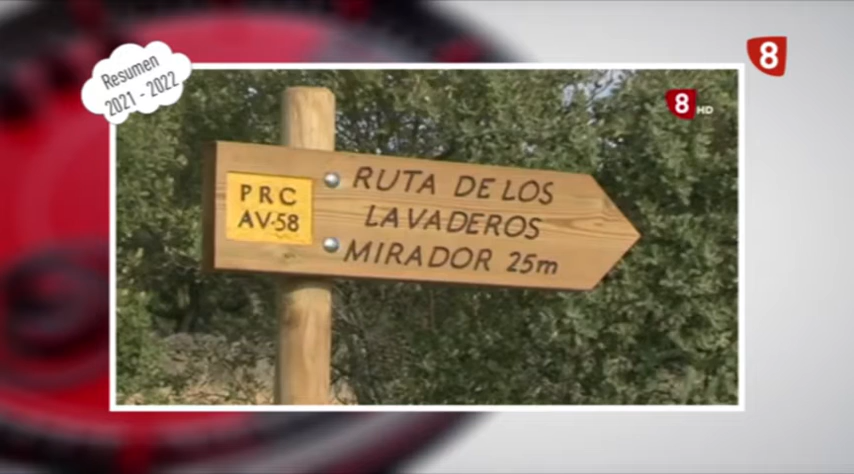 Resumen
2021 - 2022
8
8 HD
PRC
AV-58
RUTA DE LOS
LAVADEROS
MIRADOR 25m